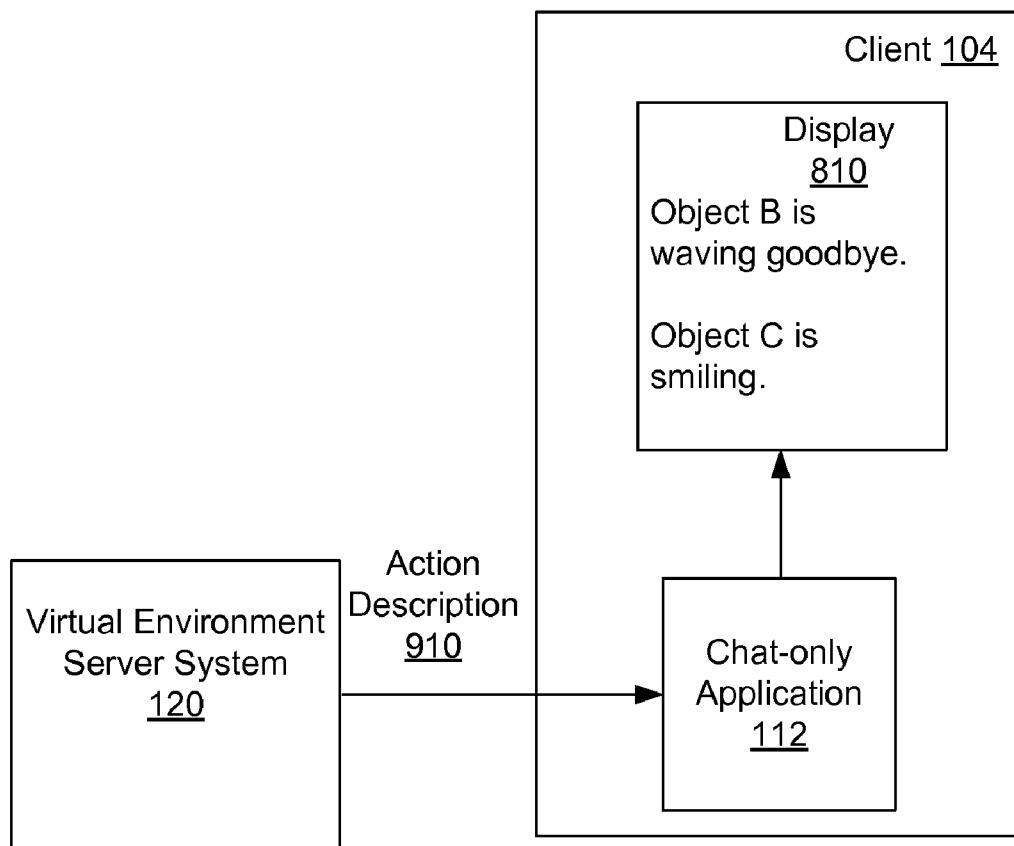 Client 104
Display
810
Object B is
waving goodbye.
Object C is
smiling.
Action
Description
910
Virtual Environment
Server System
120
Chat-only
Application
112